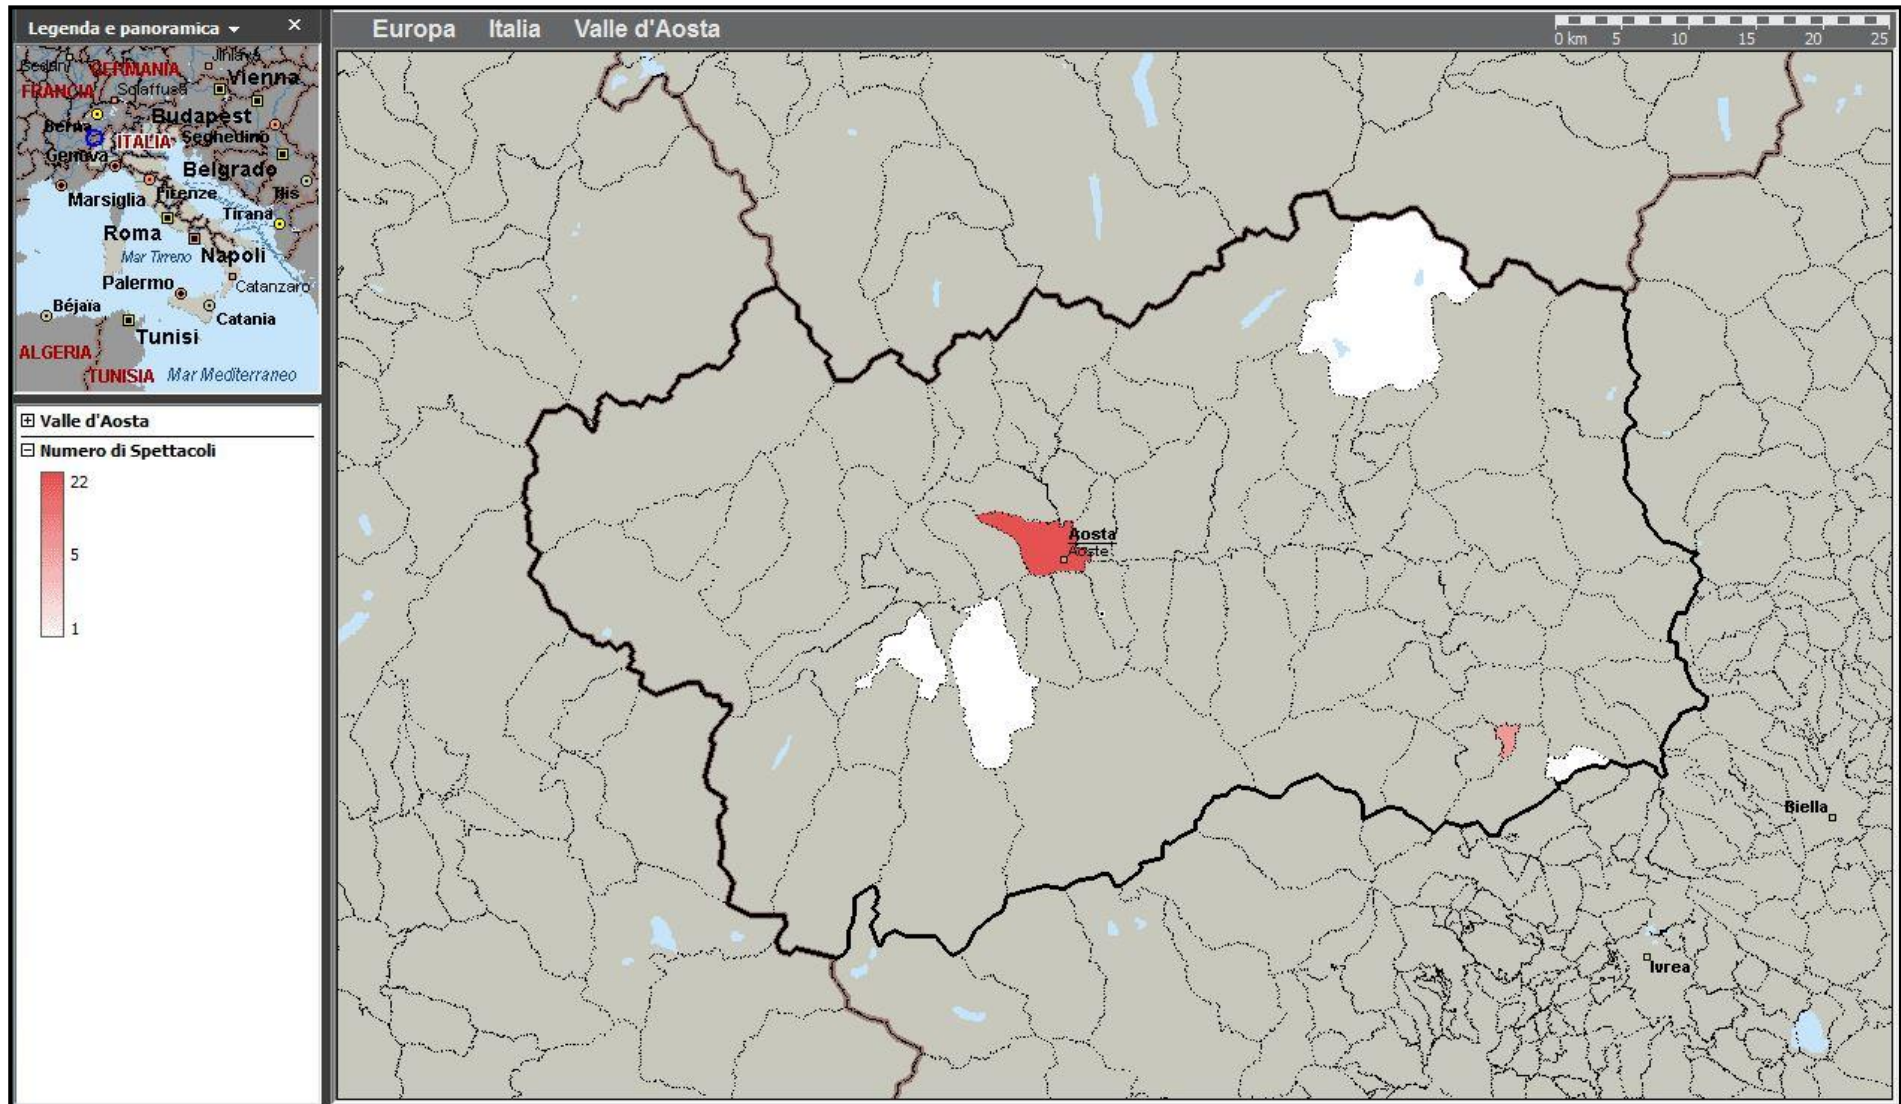 Legenda e panoramica
Europa Italia Valle d'Aosta
0 km 5 10 15 20 25
GERMANIA
Vienna
FRANCIA
Sciaffusa
Budapest
Berna
ITALIA
Seghedino
Genova
Belgrado
Marsiglia
Firenze
Nis
Tirana
Roma
Mar Tirreno
Napoli
Palermo
Catanzaro
Béjaïa
Catania
Tunisi
ALGERIA
TUNISIA
Mar Mediterraneo
Valle d'Aosta
Numero di Spettacoli
22
5
1
Aosta
Aoste
Biella
Ivrea